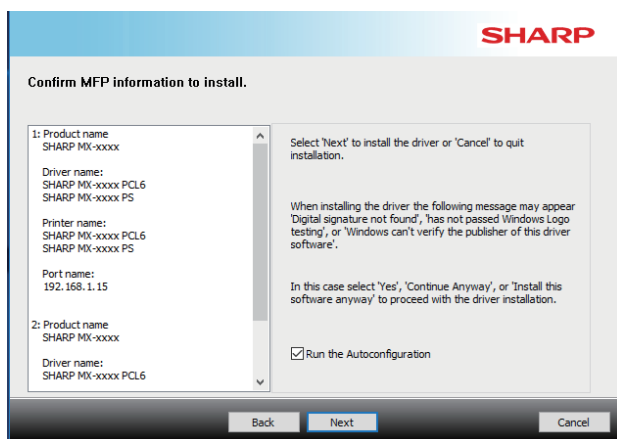 SHARP
Confirm MFP information to install.
1: Product name
SHARP MX-xxxx
Driver name:
SHARP MX-xxxx PCL6
SHARP MX-xxxx PS
Printer name:
SHARP MX-xxxx PCL6
SHARP MX-xxxx PS
Port name:
192.168.1.15
2: Product name
SHARP MX-xxxx
Driver name:
SHARP MX-xxxx PCL6
Select 'Next' to install the driver or 'Cancel' to quit
installation.
When installing the driver the following message may appear
'Digital signature not found', 'has not passed Windows Logo
testing', or 'Windows can't verify the publisher of this driver
software'.
In this case select 'Yes', 'Continue Anyway', or 'Install this
software anyway' to proceed with the driver installation.
Run the Autoconfiguration
Back
Next
Cancel